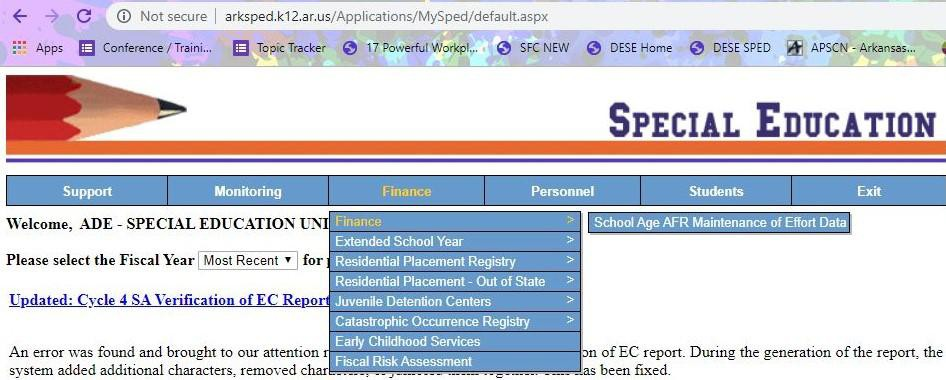 Not secure | arksped.k12.ar.us/Applications/MySped/default.aspx
Apps Conference / Traini... Topic Tracker 17 Powerful Workpl... SFC NEW DESE Home DESE SPED APSCN - Arkansas...
SPECIAL EDUCATION
Support Monitoring Finance Personnel Students Exit
Welcome, ADE - SPECIAL EDUCATION UNI
Finance > School Age AFR Maintenance of Effort Data
Extended School Year >
Please select the Fiscal Year Most Recent for
Residential Placement Registry >
Residential Placement - Out of State >
Updated: Cycle 4 SA Verification of EC Report
Juvenile Detention Centers >
Catastrophic Occurrence Registry >
Early Childhood Services
Fiscal Risk Assessment
An error was found and brought to our attention on of EC report. During the generation of the report, the
system added additional characters, removed has been fixed.